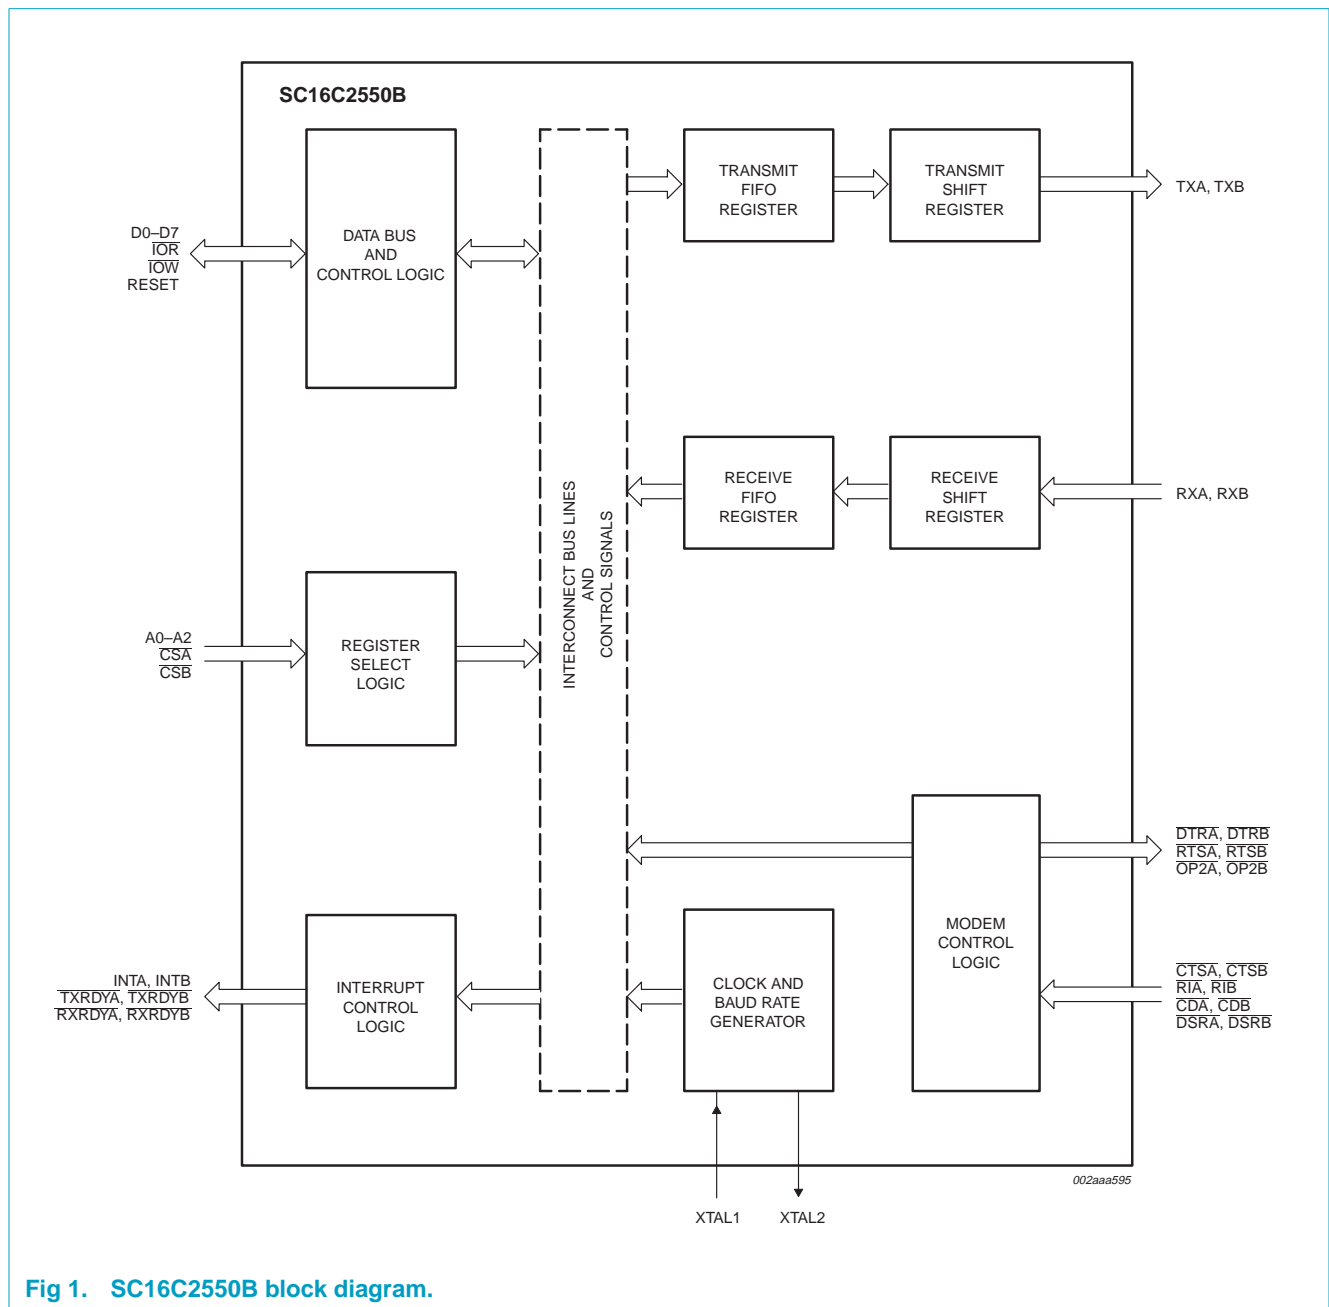 SC16C2550B
DATA BUS
AND
CONTROL LOGIC
D0–D7
IOR
IOW
RESET
REGISTER
SELECT
LOGIC
A0–A2
CSA
CSB
INTERRUPT
CONTROL
LOGIC
INTA, INTB
TXRDYA, TXRDYB
RXRDYA, RXRDYB
INTERCONNECT BUS LINES
AND
CONTROL SIGNALS
TRANSMIT
FIFO
REGISTER
TRANSMIT
SHIFT
REGISTER
TXA, TXB
RECEIVE
FIFO
REGISTER
RECEIVE
SHIFT
REGISTER
RXA, RXB
MODEM
CONTROL
LOGIC
DTRA, DTRB
RTSA, RTSB
OP2A, OP2B
CTSA, CTSB
RIA, RIB
CDA, CDB
DSRA, DSRB
CLOCK AND
BAUD RATE
GENERATOR
XTAL1
XTAL2
002aaa595
Fig 1. SC16C2550B block diagram.